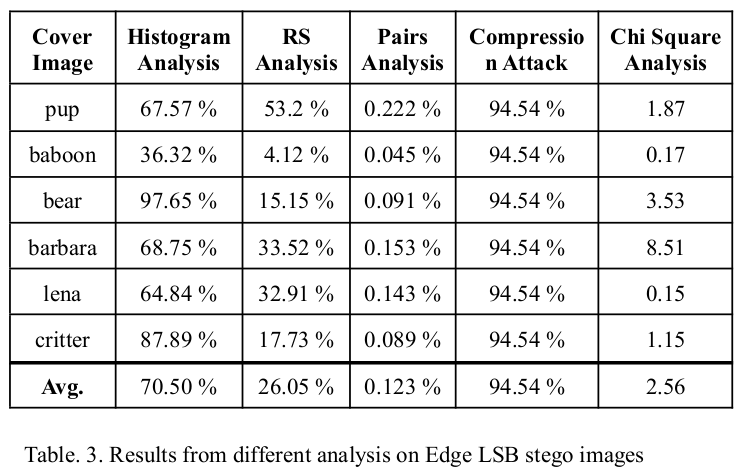 Cover Image Histogram Analysis RS Analysis Pairs Analysis Compressio n Attack Chi Square Analysis
pup 67.57 % 53.2 % 0.222 % 94.54 % 1.87
baboon 36.32 % 4.12 % 0.045 % 94.54 % 0.17
bear 97.65 % 15.15 % 0.091 % 94.54 % 3.53
barbara 68.75 % 33.52 % 0.153 % 94.54 % 8.51
lena 64.84 % 32.91 % 0.143 % 94.54 % 0.15
critter 87.89 % 17.73 % 0.089 % 94.54 % 1.15
Avg. 70.50 % 26.05 % 0.123 % 94.54 % 2.56
Table. 3. Results from different analysis on Edge LSB stego images